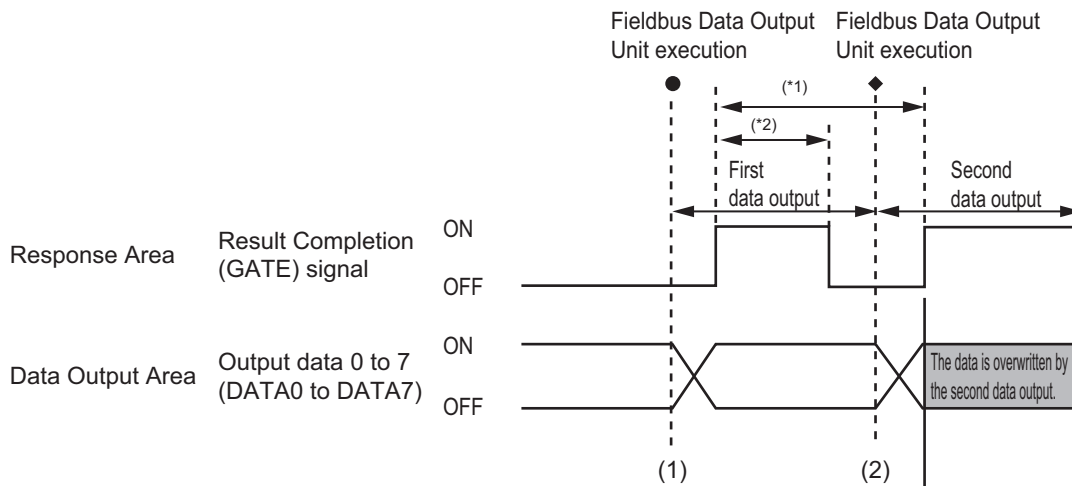 Fieldbus Data Output
Unit execution
Fieldbus Data Output
Unit execution
(*1)
(*2)
First
data output
Second
data output
Response Area
Result Completion
(GATE) signal
ON
OFF
Data Output Area
Output data 0 to 7
(DATA0 to DATA7)
ON
OFF
The data is overwritten by
the second data output.
(1)
(2)